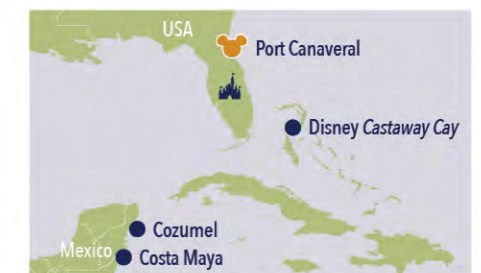 USA
Port Canaveral
Disney Castaway Cay
Cozumel
Mexico
Costa Maya